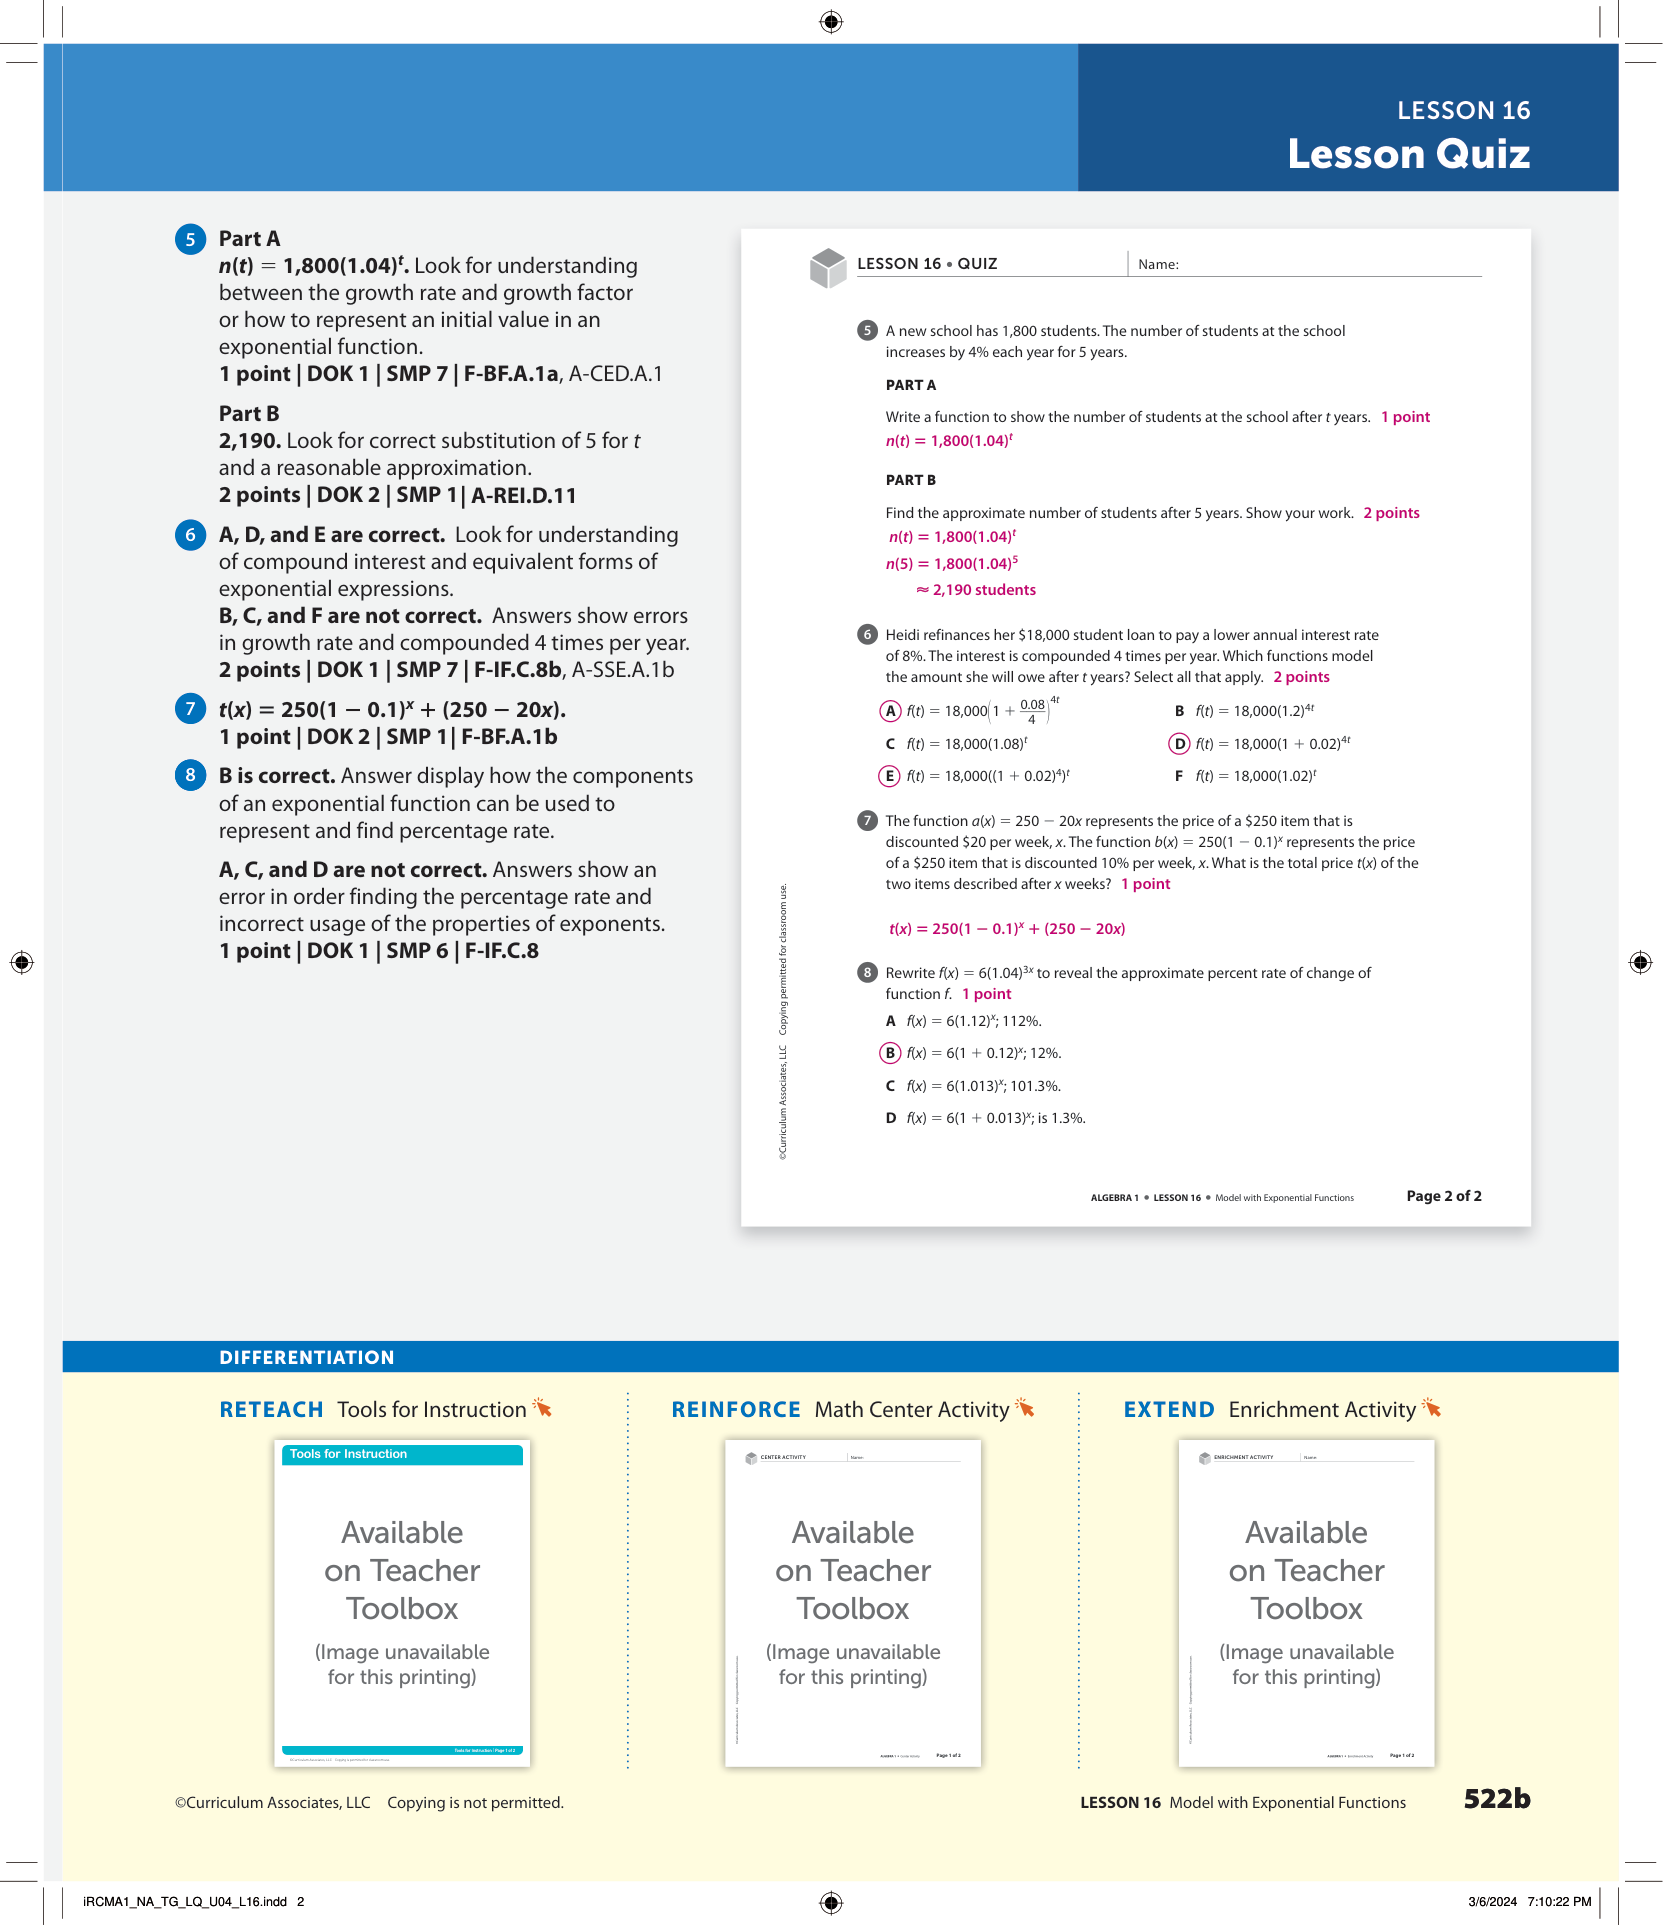 LESSON 16
Lesson Quiz
5 Part A
n(t) = 1,800(1.04)ᵗ. Look for understanding
between the growth rate and growth factor
or how to represent an initial value in an
exponential function.
1 point | DOK 1 | SMP 7 | F-BF.A.1a, A-CED.A.1
Part B
2,190. Look for correct substitution of 5 for t
and a reasonable approximation.
2 points | DOK 2 | SMP 1 | A-REI.D.11
6 A, D, and E are correct. Look for understanding
of compound interest and equivalent forms of
exponential expressions.
B, C, and F are not correct. Answers show errors
in growth rate and compounded 4 times per year.
2 points | DOK 1 | SMP 7 | F-IF.C.8b, A-SSE.A.1b
7 t(x) = 250(1 − 0.1)ˣ + (250 − 20x).
1 point | DOK 2 | SMP 1 | F-BF.A.1b
8 B is correct. Answer display how the components
of an exponential function can be used to
represent and find percentage rate.
A, C, and D are not correct. Answers show an
error in order finding the percentage rate and
incorrect usage of the properties of exponents.
1 point | DOK 1 | SMP 6 | F-IF.C.8
LESSON 16 • QUIZ Name:
5 A new school has 1,800 students. The number of students at the school
increases by 4% each year for 5 years.
PART A
Write a function to show the number of students at the school after t years. 1 point
n(t) = 1,800(1.04)ᵗ
PART B
Find the approximate number of students after 5 years. Show your work. 2 points
n(t) = 1,800(1.04)ᵗ
n(5) = 1,800(1.04)⁵
≈ 2,190 students
6 Heidi refinances her $18,000 student loan to pay a lower annual interest rate
of 8%. The interest is compounded 4 times per year. Which functions model
the amount she will owe after t years? Select all that apply. 2 points
A f(t) = 18,000(1 + 0.08/4)⁴ᵗ B f(t) = 18,000(1.2)⁴ᵗ
C f(t) = 18,000(1.08)ᵗ D f(t) = 18,000(1 + 0.02)⁴ᵗ
E f(t) = 18,000((1 + 0.02)⁴)ᵗ F f(t) = 18,000(1.02)ᵗ
7 The function a(x) = 250 − 20x represents the price of a $250 item that is
discounted $20 per week, x. The function b(x) = 250(1 − 0.1)ˣ represents the price
of a $250 item that is discounted 10% per week, x. What is the total price t(x) of the
two items described after x weeks? 1 point
t(x) = 250(1 − 0.1)ˣ + (250 − 20x)
8 Rewrite f(x) = 6(1.04)³ˣ to reveal the approximate percent rate of change of
function f. 1 point
A f(x) = 6(1.12)ˣ; 112%.
B f(x) = 6(1 + 0.12)ˣ; 12%.
C f(x) = 6(1.013)ˣ; 101.3%.
D f(x) = 6(1 + 0.013)ˣ; is 1.3%.
©Curriculum Associates, LLC Copying permitted for classroom use.
ALGEBRA 1 • LESSON 16 • Model with Exponential Functions Page 2 of 2
DIFFERENTIATION
RETEACH Tools for Instruction
Tools for Instruction
Available
on Teacher
Toolbox
(Image unavailable
for this printing)
Tools for Instruction | Page 1 of 2
REINFORCE Math Center Activity
CENTER ACTIVITY Name:
Available
on Teacher
Toolbox
(Image unavailable
for this printing)
Page 1 of 2
EXTEND Enrichment Activity
ENRICHMENT ACTIVITY Name:
Available
on Teacher
Toolbox
(Image unavailable
for this printing)
Page 1 of 2
©Curriculum Associates, LLC Copying is not permitted.
LESSON 16 Model with Exponential Functions 522b
iRCMA1_NA_TG_LQ_U04_L16.indd 2
3/6/2024 7:10:22 PM